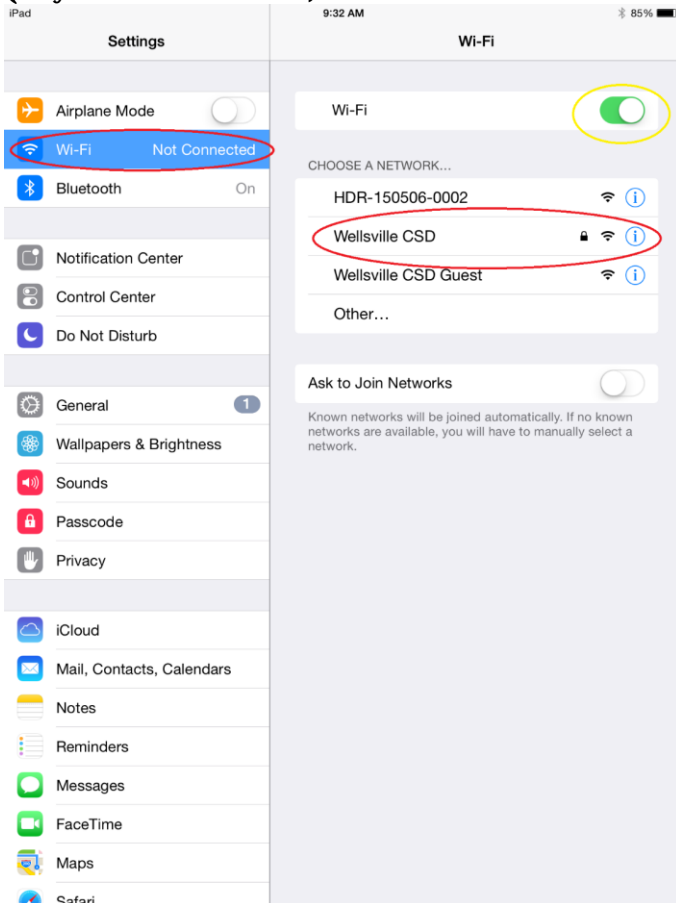 iPad
9:32 AM
85%
Settings
Wi-Fi
Airplane Mode
Wi-Fi
Not Connected
Bluetooth
On
Notification Center
Control Center
Do Not Disturb
General
1
Wallpapers & Brightness
Sounds
Passcode
Privacy
iCloud
Mail, Contacts, Calendars
Notes
Reminders
Messages
FaceTime
Maps
Safari
Wi-Fi
CHOOSE A NETWORK...
HDR-150506-0002
Wellsville CSD
Wellsville CSD Guest
Other...
Ask to Join Networks
Known networks will be joined automatically. If no known
networks are available, you will have to manually select a
network.